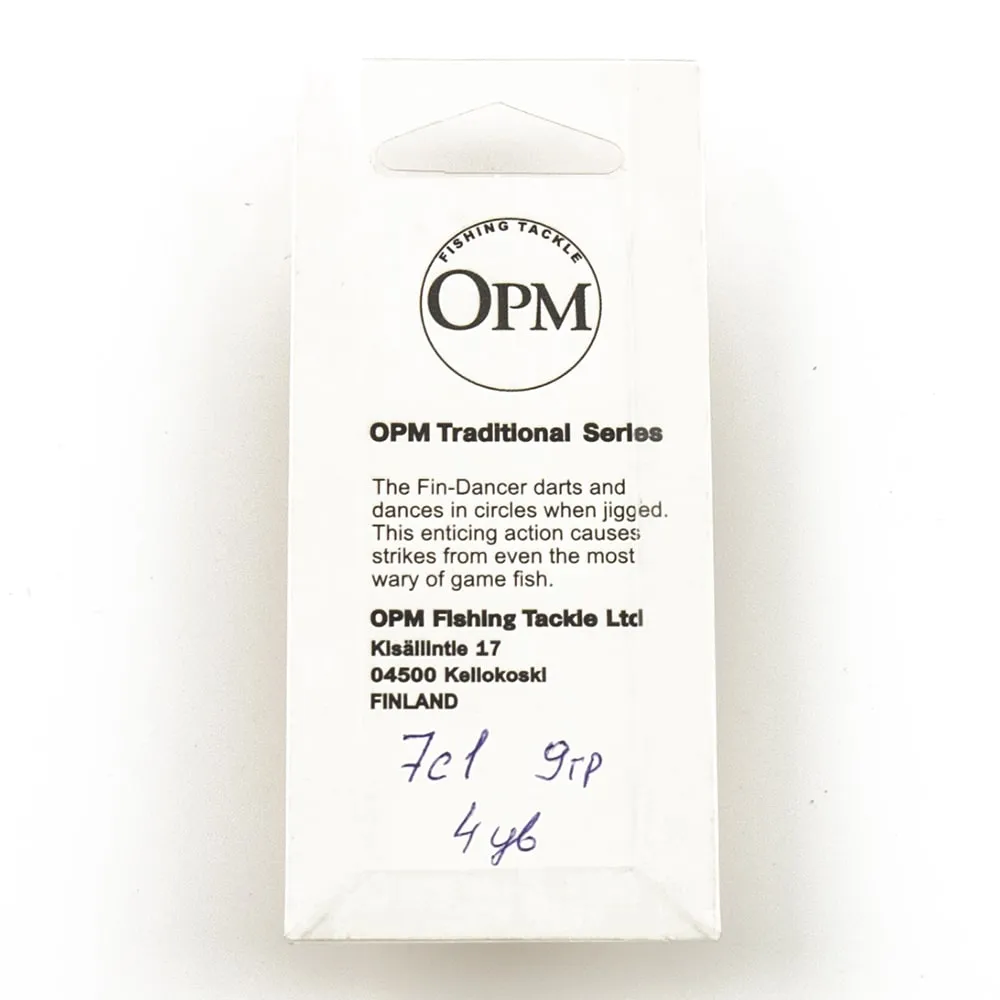 FISHING TACKLE
OPM
OPM Traditional Series
The Fin-Dancer darts and
dances in circles when jigged.
This enticing action causes
strikes from even the most
wary of game fish.
OPM Fishing Tackle Ltd
Kisällintie 17
04500 Kellokoski
FINLAND
7c1 9гр
4 ув